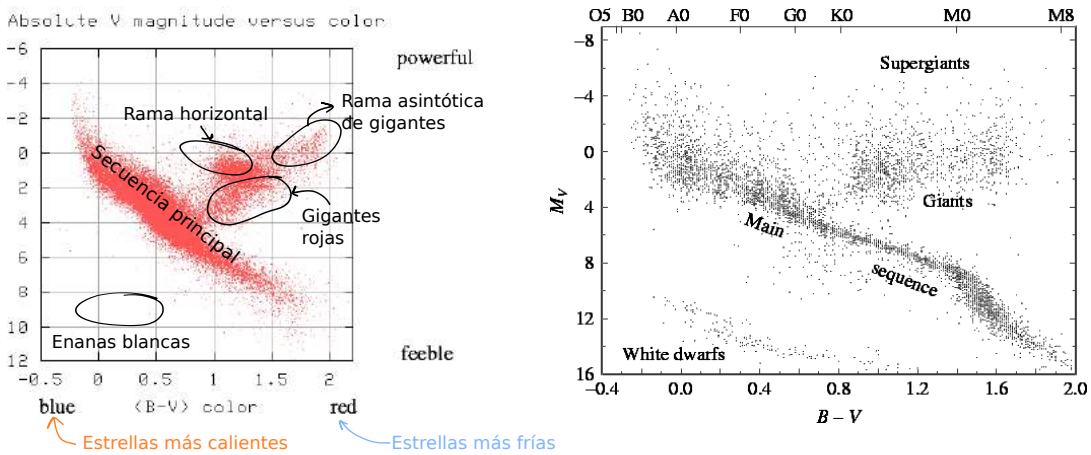 Absolute V magnitude versus color
-6
-4
-2
0
2
4
6
8
10
12
-0.5
0
0.5
1
1.5
2
powerful
feeble
Rama horizontal
Rama asintótica
de gigantes
Secuencia principal
Gigantes
rojas
Enanas blancas
blue
(B-V) color
red
Estrellas más calientes
Estrellas más frías
O5 B0 A0 F0 G0 K0 M0 M8
-8
-4
0
4
8
12
16
M_V
Supergiants
Giants
Main
sequence
White dwarfs
-0.4 0.0 0.4 0.8 1.2 1.6 2.0
B - V